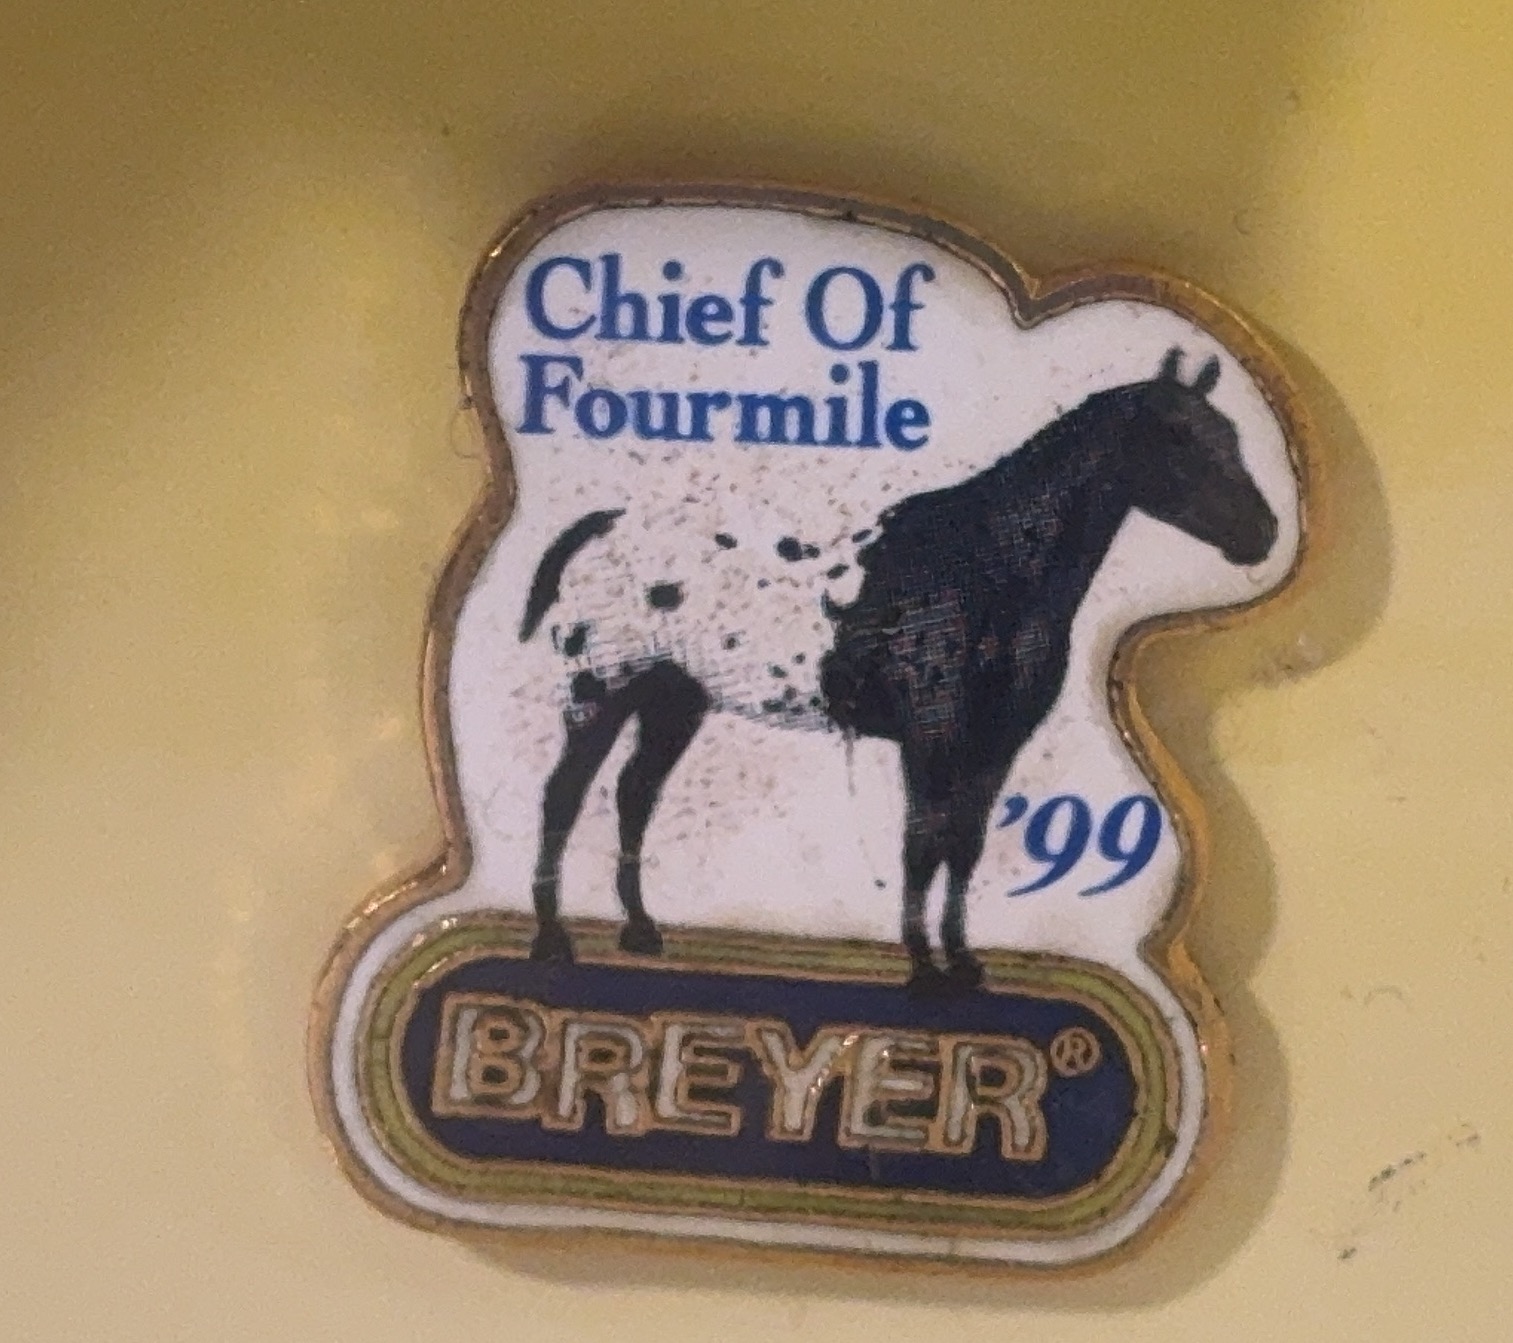 Chief Of
Fourmile
’99
BREYER®